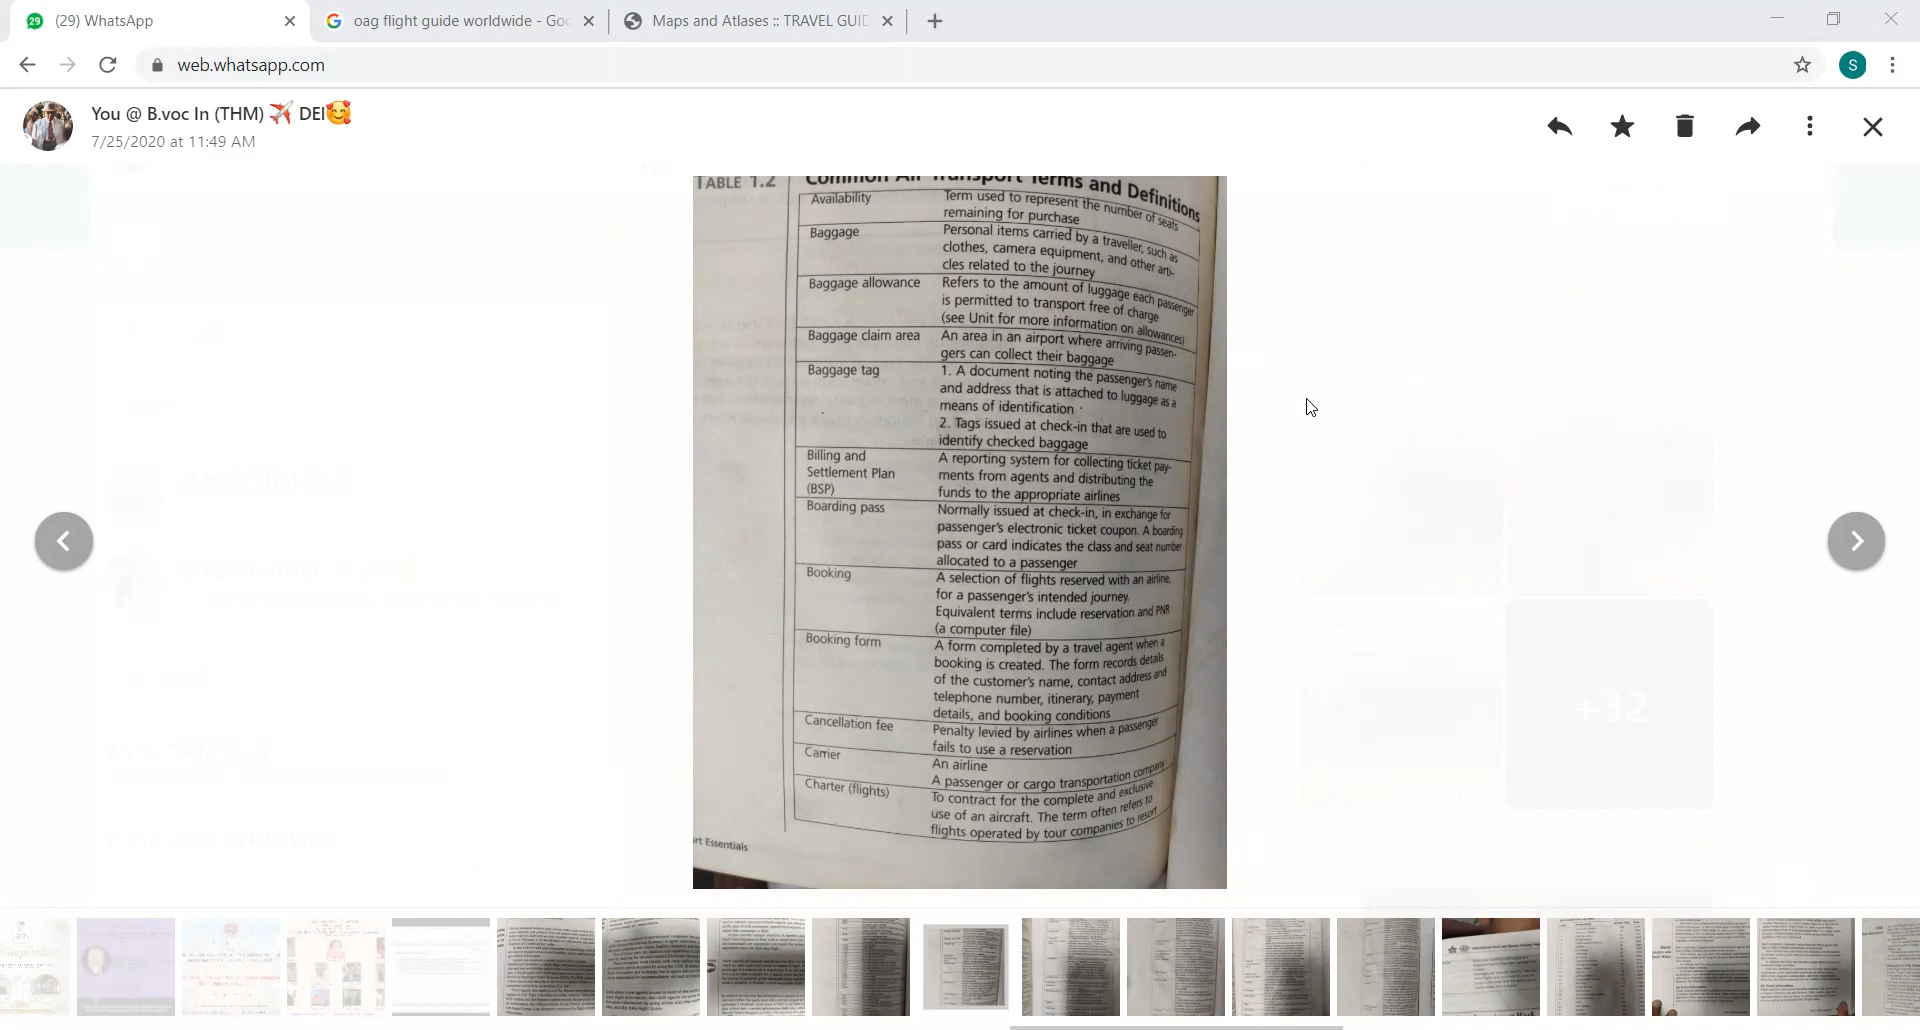 (29) WhatsApp
oag flight guide worldwide - Goo
Maps and Atlases :: TRAVEL GUID
web.whatsapp.com
S
You @ B.voc In (THM) ✈ DEI🥰
7/25/2020 at 11:49 AM
TABLE 1.2 Common Air Transport Terms and Definitions
Availability Term used to represent the number of seats
remaining for purchase
Baggage Personal items carried by a traveller, such as
clothes, camera equipment, and other arti-
cles related to the journey
Baggage allowance Refers to the amount of luggage each passenger
is permitted to transport free of charge
(see Unit for more information on allowances)
Baggage claim area An area in an airport where arriving passen-
gers can collect their baggage
Baggage tag 1. A document noting the passenger's name
and address that is attached to luggage as a
means of identification
2. Tags issued at check-in that are used to
identify checked baggage
Billing and A reporting system for collecting ticket pay-
Settlement Plan ments from agents and distributing the
(BSP) funds to the appropriate airlines
Boarding pass Normally issued at check-in, in exchange for
passenger's electronic ticket coupon. A boarding
pass or card indicates the class and seat number
allocated to a passenger
Booking A selection of flights reserved with an airline,
for a passenger's intended journey.
Equivalent terms include reservation and PNR
(a computer file)
Booking form A form completed by a travel agent when a
booking is created. The form records details
of the customer's name, contact address and
telephone number, itinerary, payment
details, and booking conditions
Cancellation fee Penalty levied by airlines when a passenger
fails to use a reservation
Carrier An airline
A passenger or cargo transportation company
Charter (flights) To contract for the complete and exclusive
use of an aircraft. The term often refers to
flights operated by tour companies to resort
rt Essentials
+32